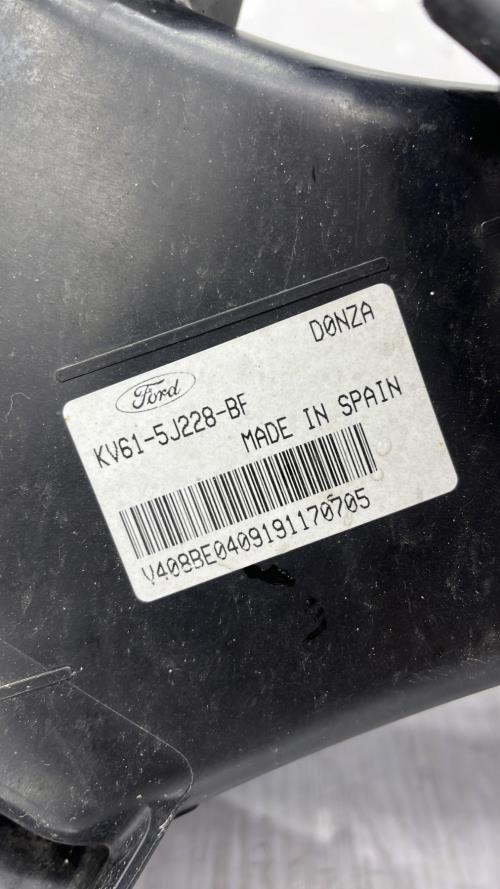 D0NZA
Ford
KV61-5J228-BF
MADE IN SPAIN
V408BE0409191170705